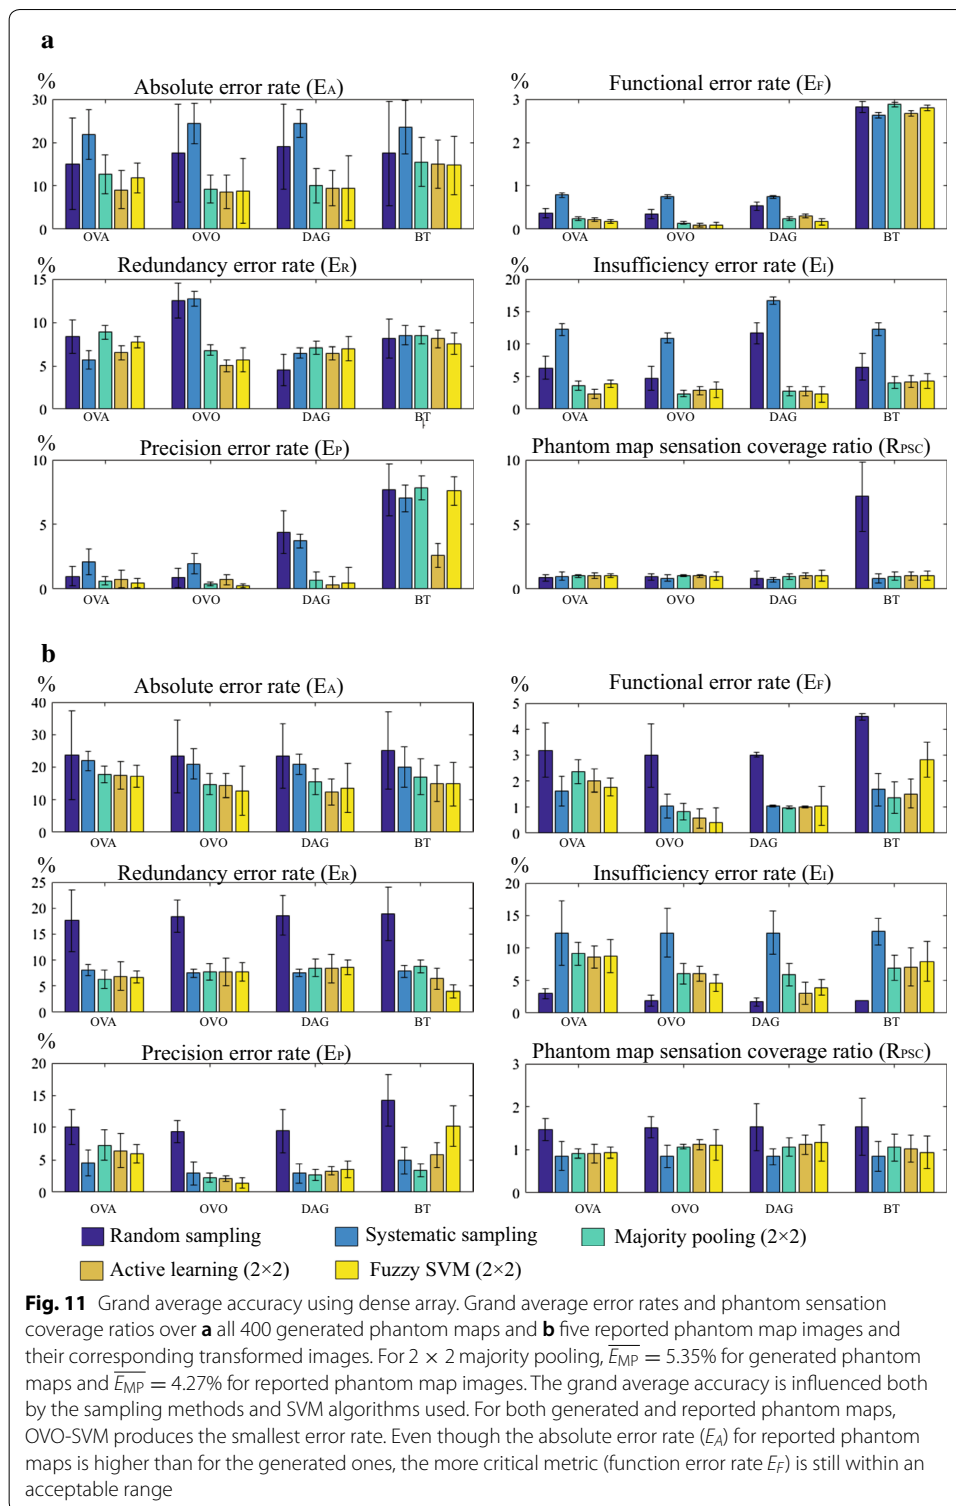 a
%
Absolute error rate (EA)
30
20
10
0
OVA OVO DAG BT
%
Functional error rate (EF)
3
2
1
0
OVA OVO DAG BT
%
Redundancy error rate (ER)
15
10
5
0
OVA OVO DAG BT
%
Insufficiency error rate (EI)
20
15
10
5
0
OVA OVO DAG BT
%
Precision error rate (EP)
10
5
0
OVA OVO DAG BT
%
Phantom map sensation coverage ratio (RPSC)
10
5
0
OVA OVO DAG BT
b
%
Absolute error rate (EA)
40
30
20
10
0
OVA OVO DAG BT
%
Functional error rate (EF)
5
4
3
2
1
0
OVA OVO DAG BT
%
Redundancy error rate (ER)
25
20
15
10
5
0
OVA OVO DAG BT
%
Insufficiency error rate (EI)
20
15
10
5
0
OVA OVO DAG BT
%
Precision error rate (EP)
20
15
10
5
0
OVA OVO DAG BT
%
Phantom map sensation coverage ratio (RPSC)
3
2
1
0
OVA OVO DAG BT
Random sampling Systematic sampling Majority pooling (2×2)
Active learning (2×2) Fuzzy SVM (2×2)
Fig. 11 Grand average accuracy using dense array. Grand average error rates and phantom sensation
coverage ratios over a all 400 generated phantom maps and b five reported phantom map images and
their corresponding transformed images. For 2 × 2 majority pooling, E̅M̅P̅ = 5.35% for generated phantom
maps and E̅M̅P̅ = 4.27% for reported phantom map images. The grand average accuracy is influenced both
by the sampling methods and SVM algorithms used. For both generated and reported phantom maps,
OVO-SVM produces the smallest error rate. Even though the absolute error rate (EA) for reported phantom
maps is higher than for the generated ones, the more critical metric (function error rate EF) is still within an
acceptable range